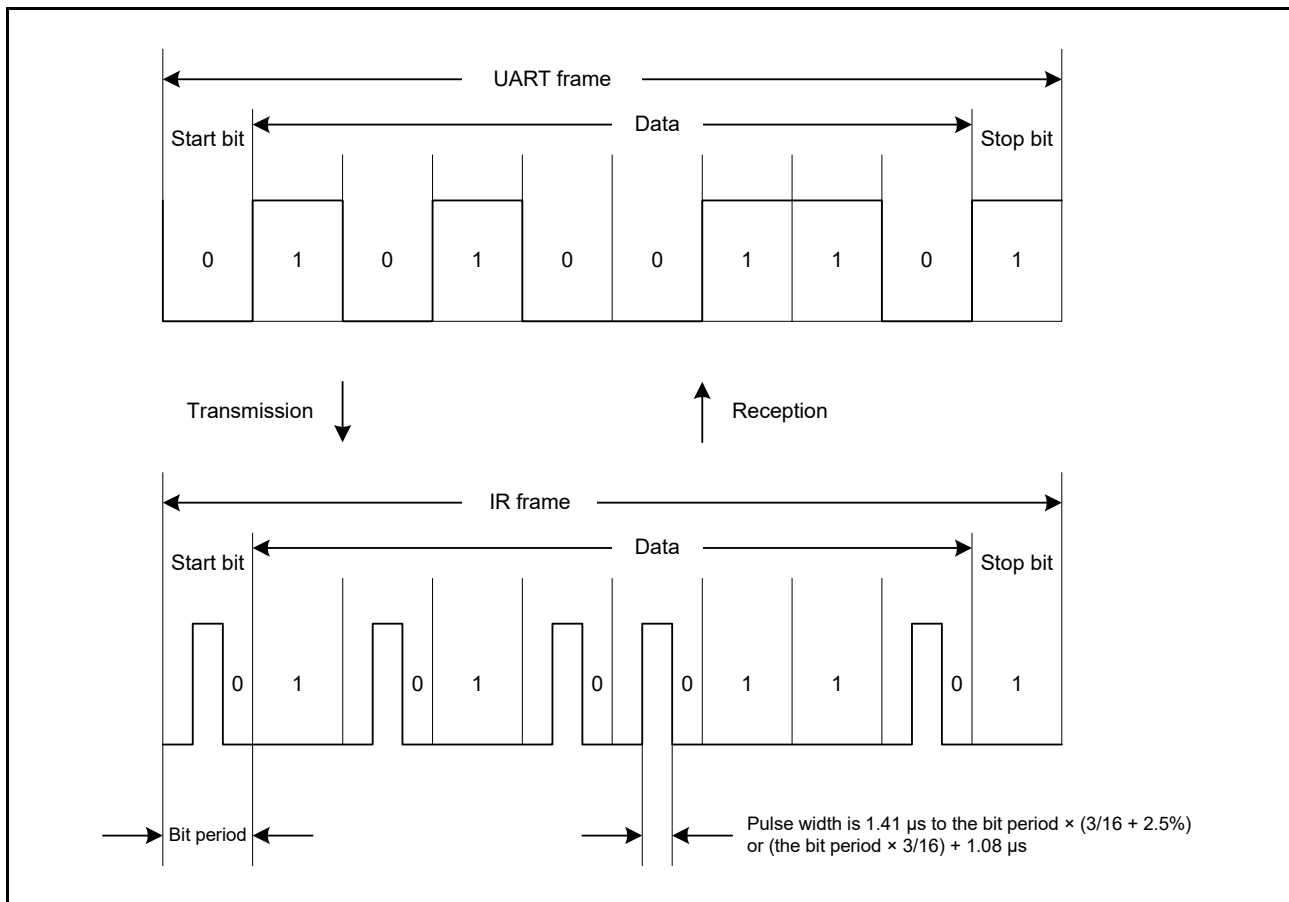 UART frame
Start bit
Data
Stop bit
0 1 0 1 0 0 1 1 0 1
Transmission
Reception
IR frame
Start bit
Data
Stop bit
0 1 0 1 0 0 1 1 0 1
Bit period
Pulse width is 1.41 µs to the bit period × (3/16 + 2.5%)
or (the bit period × 3/16) + 1.08 µs